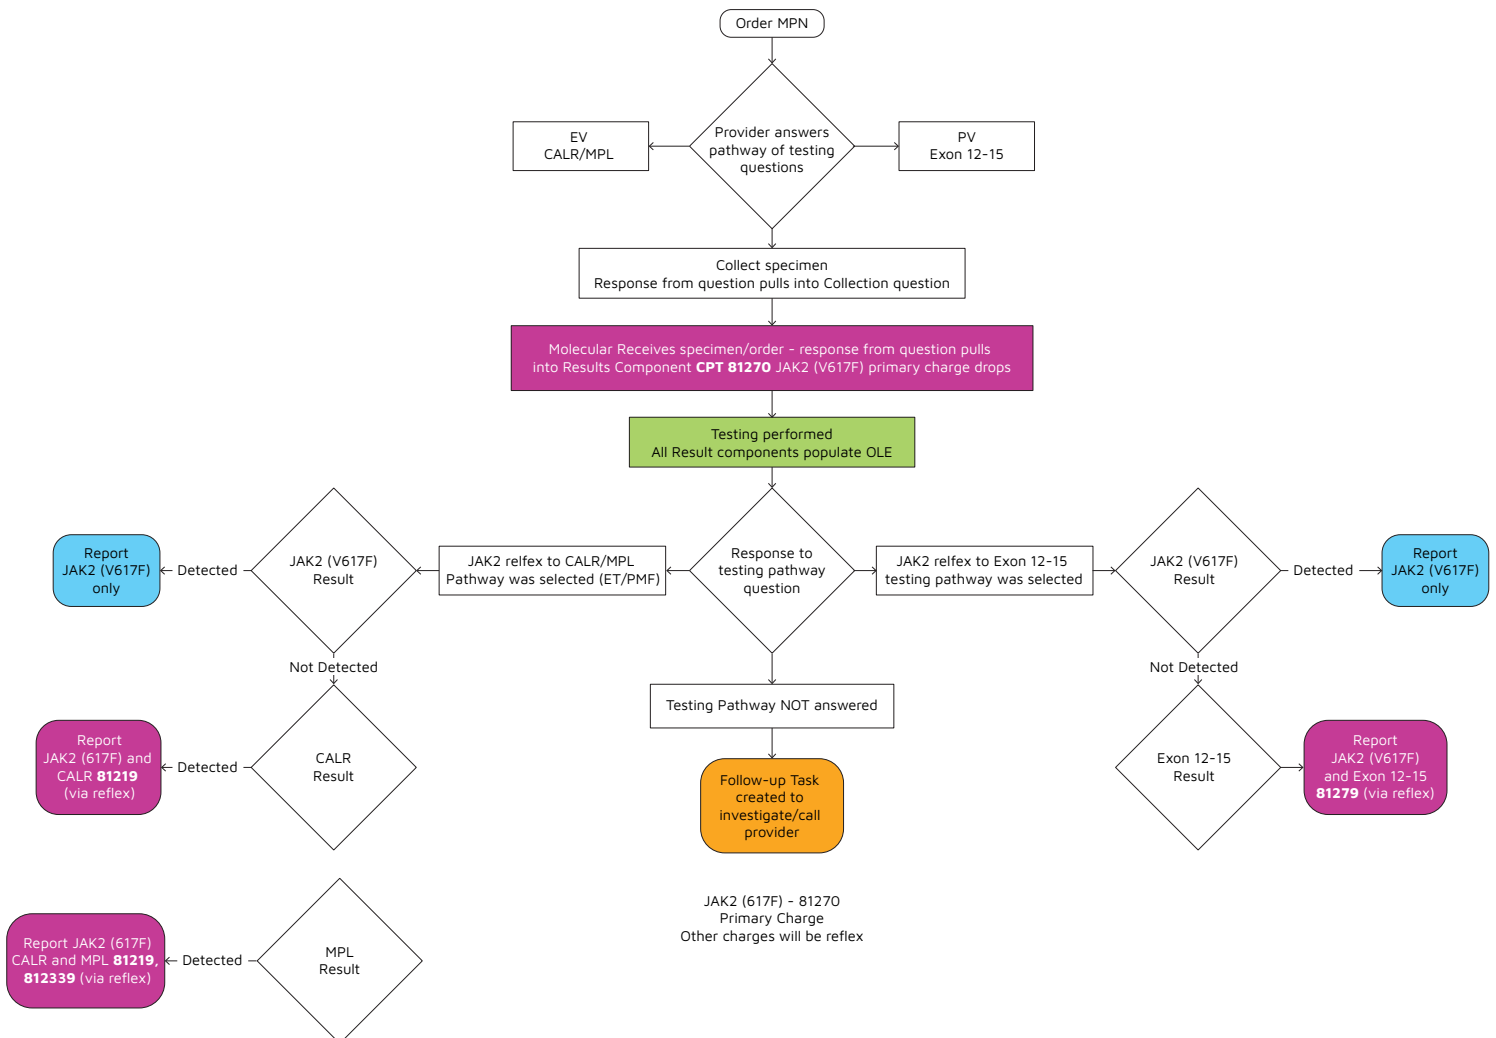 Order MPN
Provider answers
pathway of testing
questions
EV
CALR/MPL
PV
Exon 12-15
Collect specimen
Response from question pulls into Collection question
Molecular Receives specimen/order - response from question pulls
into Results Component CPT 81270 JAK2 (V617F) primary charge drops
Testing performed
All Result components populate OLE
Response to
testing pathway
question
JAK2 relfex to CALR/MPL
Pathway was selected (ET/PMF)
JAK2 (V617F)
Result
Detected
Report
JAK2 (V617F)
only
JAK2 relfex to Exon 12-15
testing pathway was selected
JAK2 (V617F)
Result
Detected
Report
JAK2 (V617F)
only
Not Detected
CALR
Result
Detected
Report
JAK2 (617F) and
CALR 81219
(via reflex)
Testing Pathway NOT answered
Follow-up Task
created to
investigate/call
provider
Not Detected
Exon 12-15
Result
Report
JAK2 (V617F)
and Exon 12-15
81279 (via reflex)
MPL
Result
Detected
Report JAK2 (617F)
CALR and MPL 81219,
812339 (via reflex)
JAK2 (617F) - 81270
Primary Charge
Other charges will be reflex